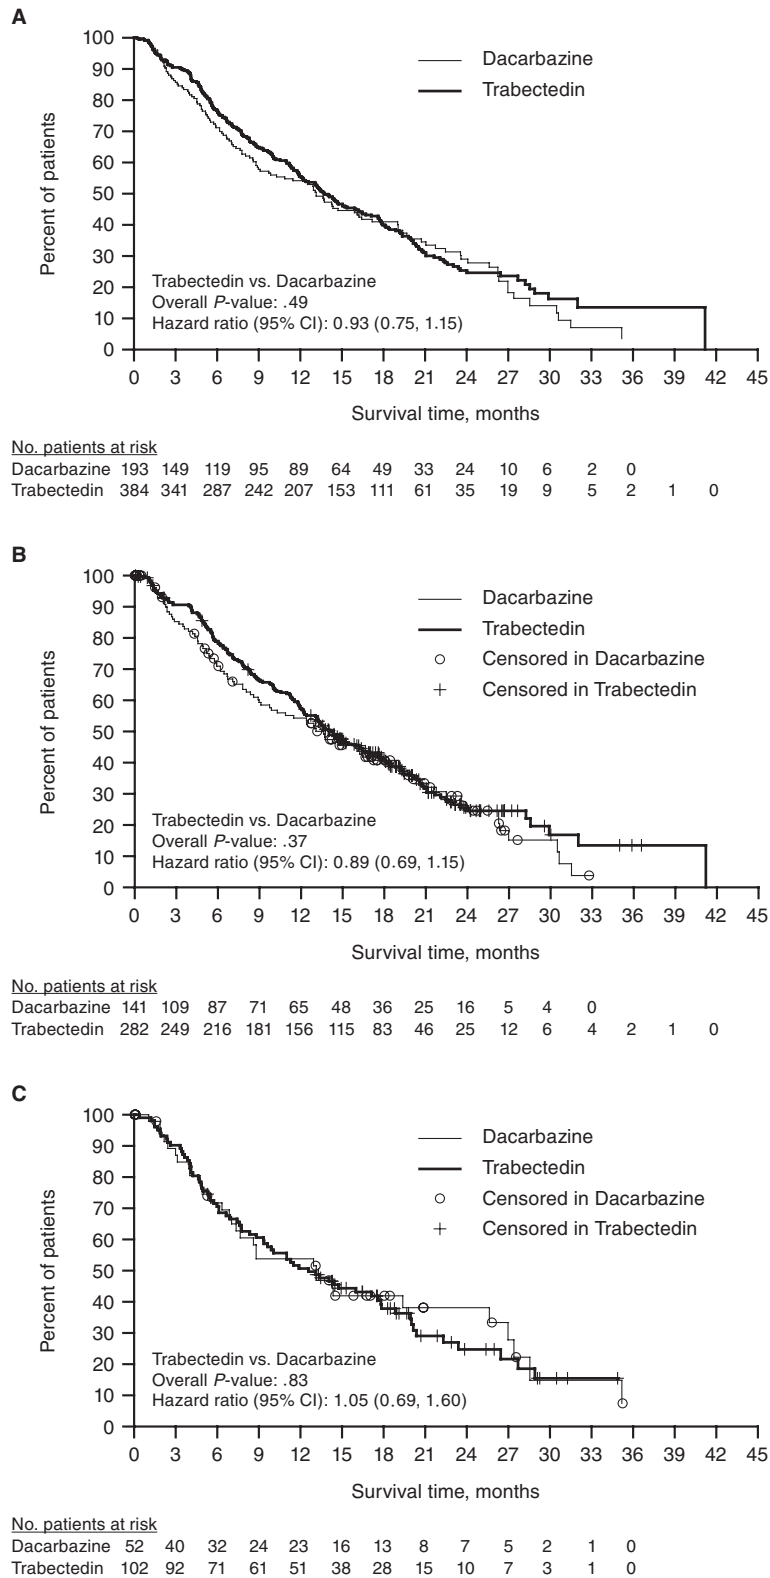 A
100
90
80
70
60
50
40
30
20
10
0
Percent of patients
Dacarbazine
Trabectedin
Trabectedin vs. Dacarbazine
Overall P-value: .49
Hazard ratio (95% CI): 0.93 (0.75, 1.15)
0 3 6 9 12 15 18 21 24 27 30 33 36 39 42 45
Survival time, months
No. patients at risk
Dacarbazine 193 149 119 95 89 64 49 33 24 10 6 2 0
Trabectedin 384 341 287 242 207 153 111 61 35 19 9 5 2 1 0
B
100
90
80
70
60
50
40
30
20
10
0
Percent of patients
Dacarbazine
Trabectedin
Censored in Dacarbazine
Censored in Trabectedin
Trabectedin vs. Dacarbazine
Overall P-value: .37
Hazard ratio (95% CI): 0.89 (0.69, 1.15)
0 3 6 9 12 15 18 21 24 27 30 33 36 39 42 45
Survival time, months
No. patients at risk
Dacarbazine 141 109 87 71 65 48 36 25 16 5 4 0
Trabectedin 282 249 216 181 156 115 83 46 25 12 6 4 2 1 0
C
100
90
80
70
60
50
40
30
20
10
0
Percent of patients
Dacarbazine
Trabectedin
Censored in Dacarbazine
Censored in Trabectedin
Trabectedin vs. Dacarbazine
Overall P-value: .83
Hazard ratio (95% CI): 1.05 (0.69, 1.60)
0 3 6 9 12 15 18 21 24 27 30 33 36 39 42 45
Survival time, months
No. patients at risk
Dacarbazine 52 40 32 24 23 16 13 8 7 5 2 1 0
Trabectedin 102 92 71 61 51 38 28 15 10 7 3 1 0